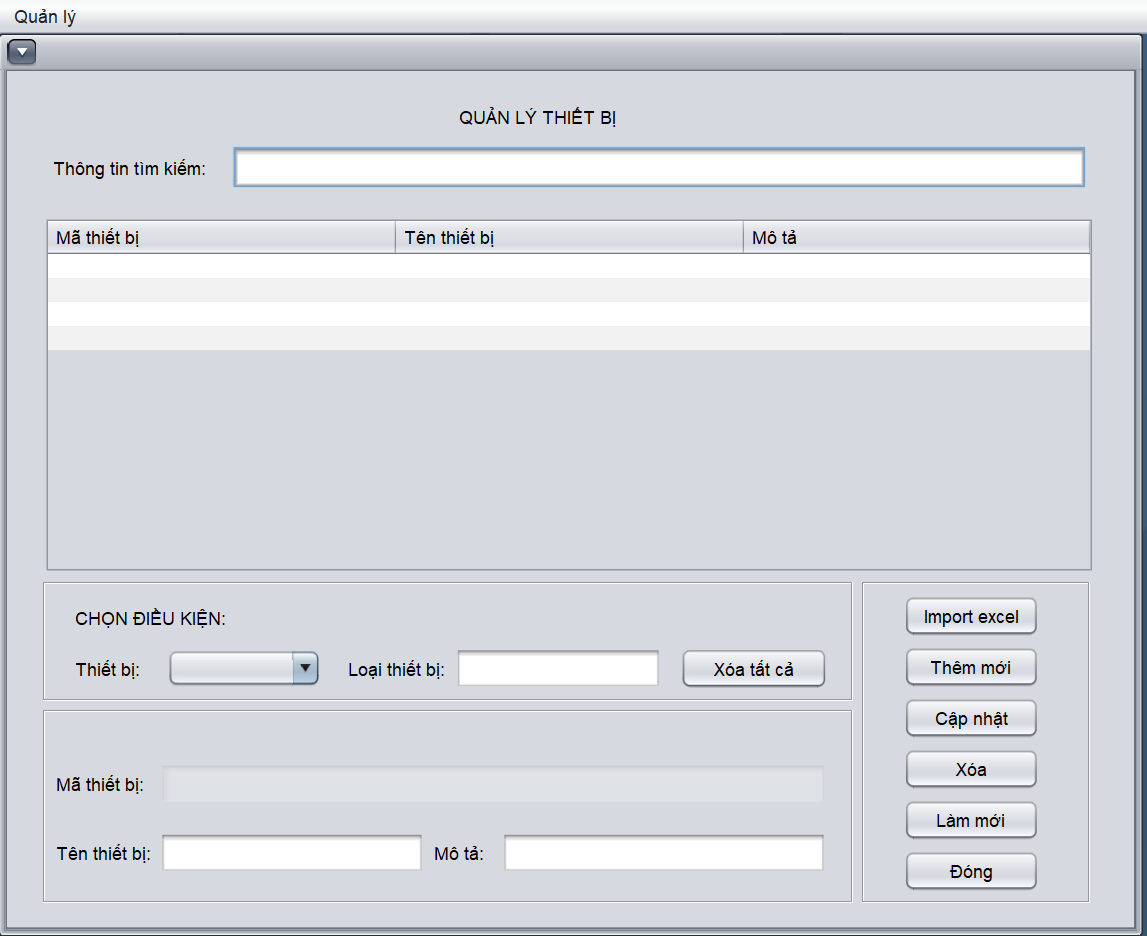 Quản lý
QUẢN LÝ THIẾT BỊ
Thông tin tìm kiếm:
Mã thiết bị Tên thiết bị Mô tả
CHỌN ĐIỀU KIỆN:
Thiết bị: Loại thiết bị: Xóa tất cả
Mã thiết bị:
Tên thiết bị: Mô tả:
Import excel
Thêm mới
Cập nhật
Xóa
Làm mới
Đóng